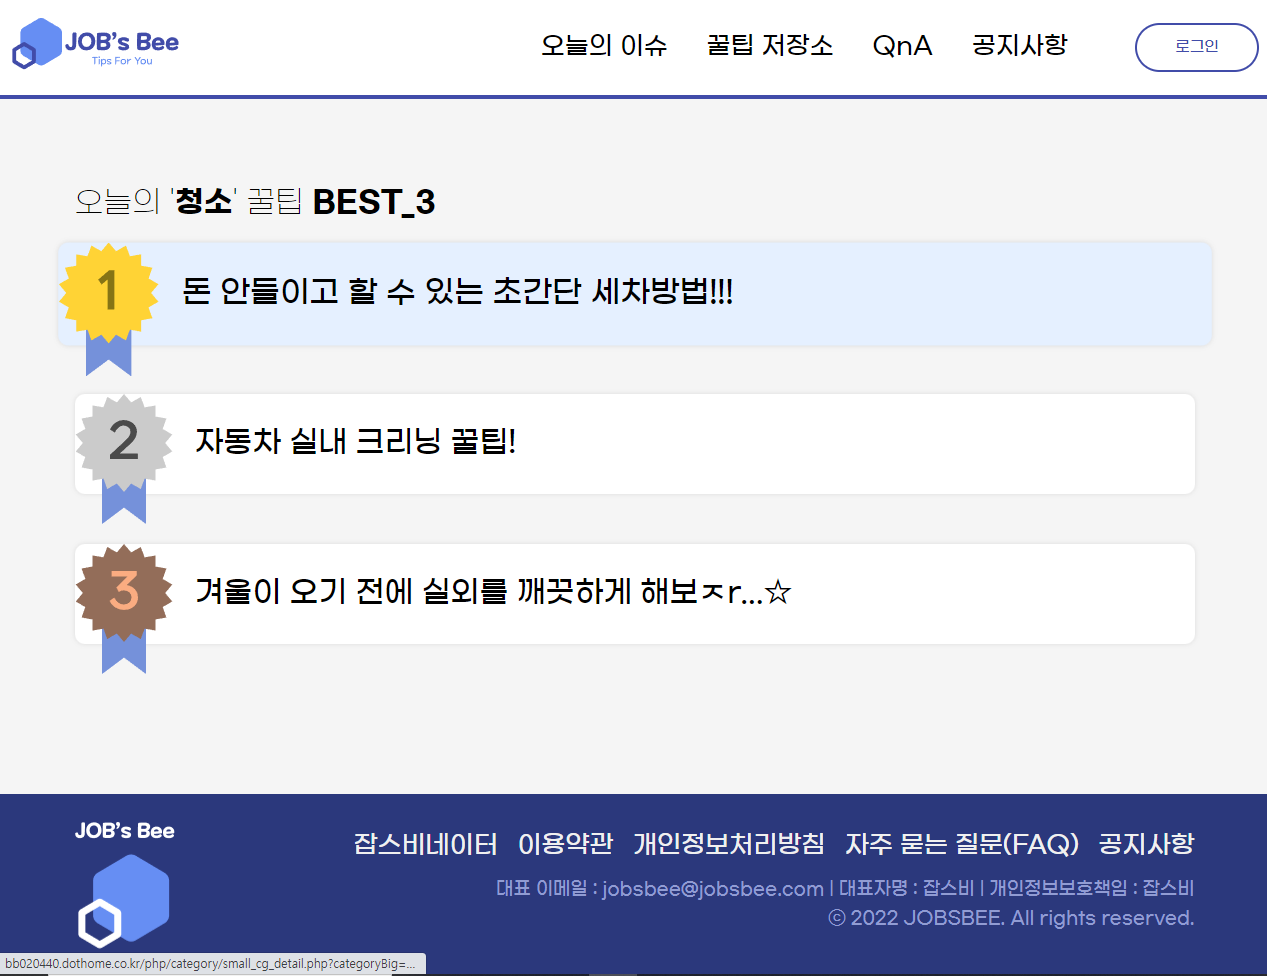 JOB's Bee
Tips For You
오늘의 이슈 꿀팁 저장소 QnA 공지사항
로그인
오늘의 '청소' 꿀팁 BEST_3
1 돈 안들이고 할 수 있는 초간단 세차방법!!!
2 자동차 실내 크리닝 꿀팁!
3 겨울이 오기 전에 실외를 깨끗하게 해보ㅈr...☆
JOB's Bee
잡스비네이터 이용약관 개인정보처리방침 자주 묻는 질문(FAQ) 공지사항
대표 이메일 : jobsbee@jobsbee.com | 대표자명 : 잡스비 | 개인정보보호책임 : 잡스비
ⓒ 2022 JOBSBEE. All rights reserved.
bb020440.dothome.co.kr/php/category/small_cg_detail.php?categoryBig=...